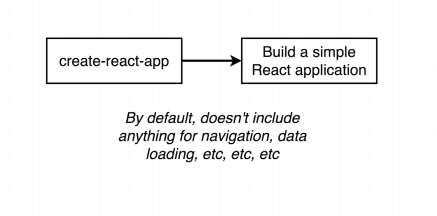 create-react-app
Build a simple
React application
By default, doesn't include
anything for navigation, data
loading, etc, etc, etc